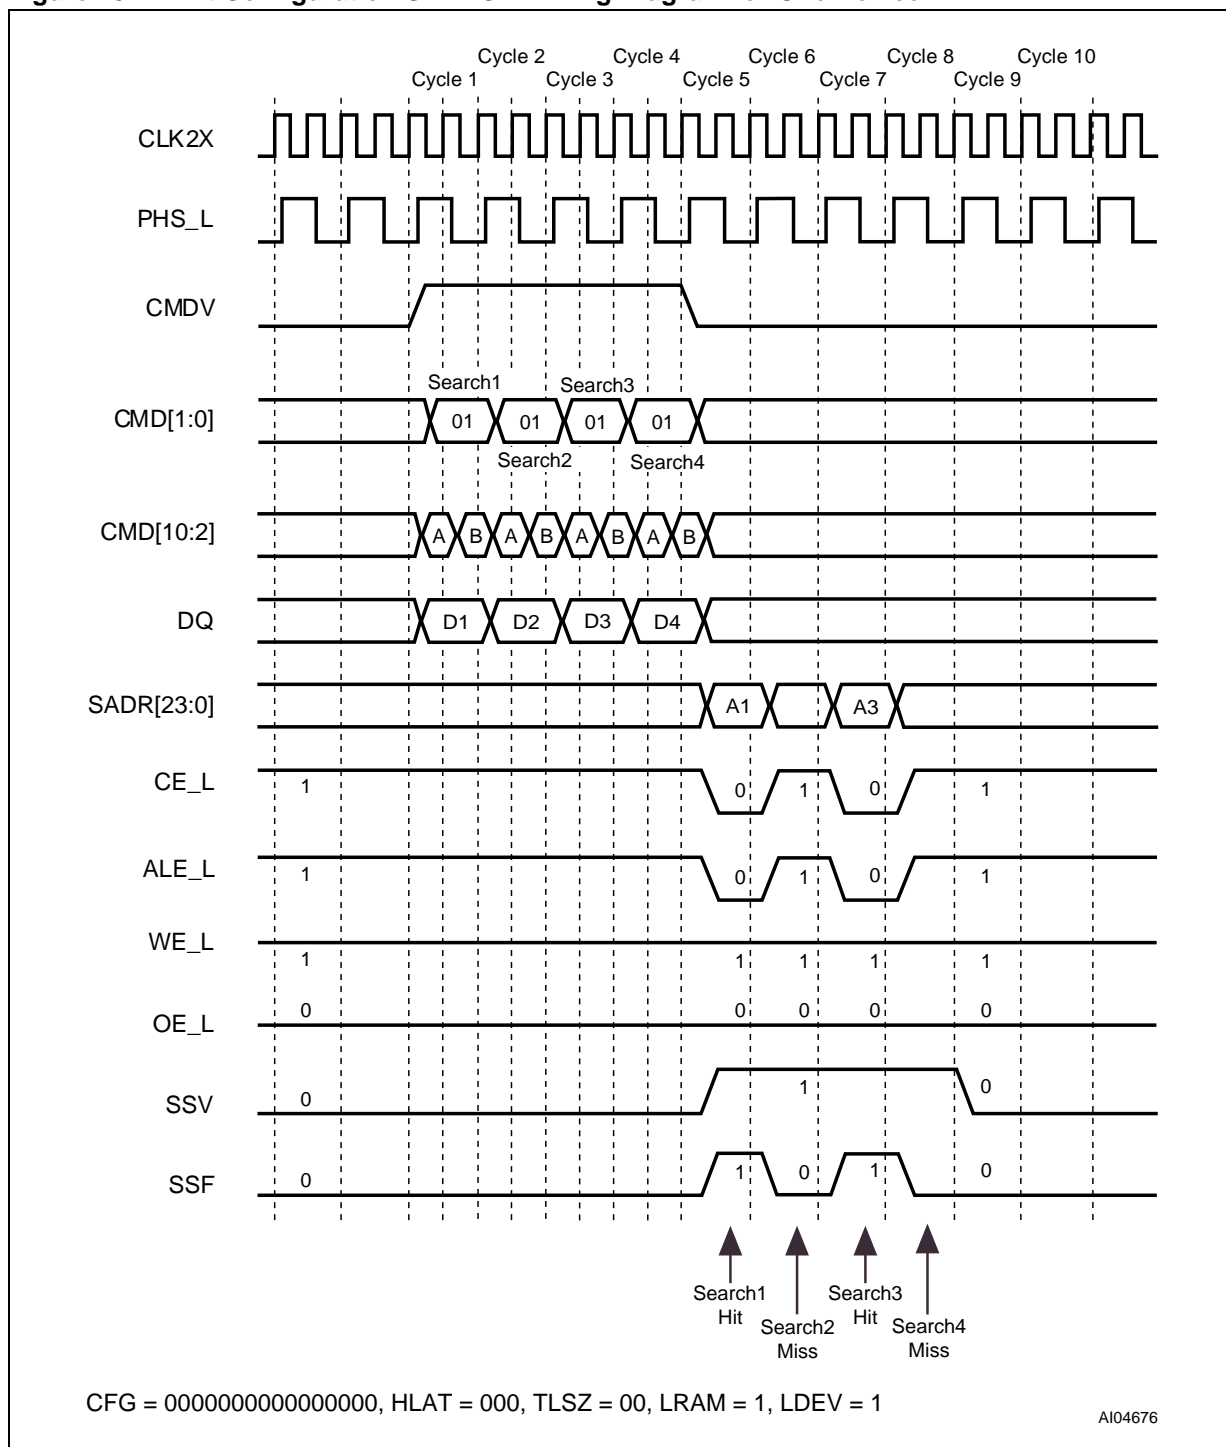 Cycle 2 Cycle 4 Cycle 6 Cycle 8 Cycle 10
Cycle 1 Cycle 3 Cycle 5 Cycle 7 Cycle 9
CLK2X
PHS_L
CMDV
Search1 Search3
CMD[1:0] 01 01 01 01
Search2 Search4
CMD[10:2] A B A B A B A B
DQ D1 D2 D3 D4
SADR[23:0] A1 A3
CE_L 1 0 1 0 1
ALE_L 1 0 1 0 1
WE_L 1 1 1 1 1
OE_L 0 0 0 0 0
SSV 0 1 0
SSF 0 1 0 1 0
Search1 Hit
Search2 Miss
Search3 Hit
Search4 Miss
CFG = 0000000000000000, HLAT = 000, TLSZ = 00, LRAM = 1, LDEV = 1
AI04676